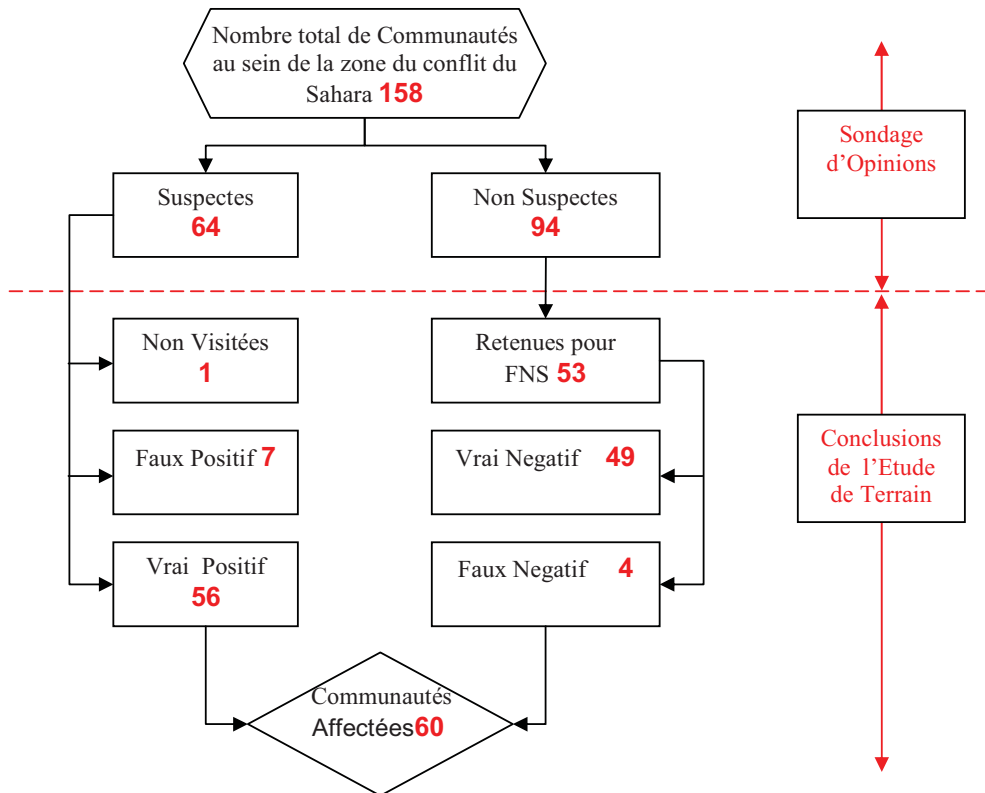 Nombre total de Communautés
au sein de la zone du conflit du
Sahara 158
Sondage
d'Opinions
Suspectes
64
Non Suspectes
94
Non Visitées
1
Retenues pour
FNS 53
Faux Positif 7
Vrai Negatif 49
Conclusions
de l'Etude
de Terrain
Vrai Positif
56
Faux Negatif 4
Communautés
Affectées60